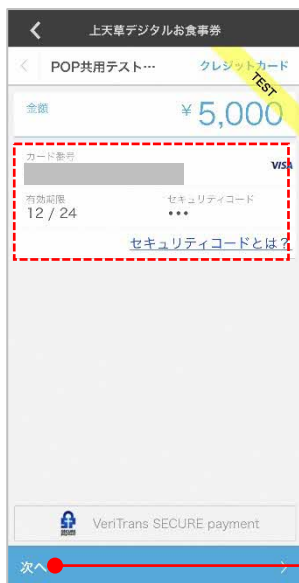 上天草デジタルお食事券
POP共用テスト… クレジットカード
TEST
金額 ¥5,000
カード番号
VISA
有効期限 セキュリティコード
12 / 24 •••
セキュリティコードとは?
VeriTrans SECURE payment
次へ